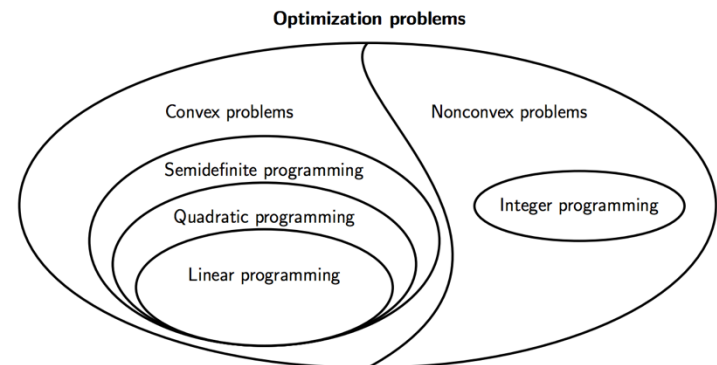 Optimization problems
Convex problems
Nonconvex problems
Semidefinite programming
Integer programming
Quadratic programming
Linear programming